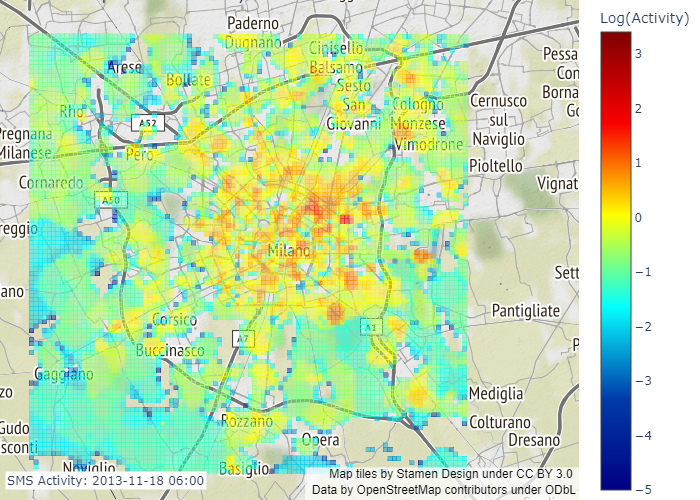 Paderno
Dugnano
Log(Activity)
Cinisello
Balsamo
Arese
Bollate
Sesto
San
Giovanni
Cologno
Monzese
Vimodrone
Cernusco
sul
Naviglio
Pessa
Con
Borna
Go
Rho
A52
Pregnana
Milanese
Pero
Pioltello
Cornaredo
Vignat
A50
reggio
Milano
Sett
ano
Pantigliate
Corsico
A7
A1
Buccinasco
P
Gaggiano
zo
Mediglia
Rozzano
Colturano
Gudo
sconti
Opera
Dresano
Noviglio
Basiglio
SMS Activity: 2013-11-18 06:00
Map tiles by Stamen Design under CC BY 3.0
Data by OpenStreetMap contributors under ODbL
3
2
1
0
−1
−2
−3
−4
−5